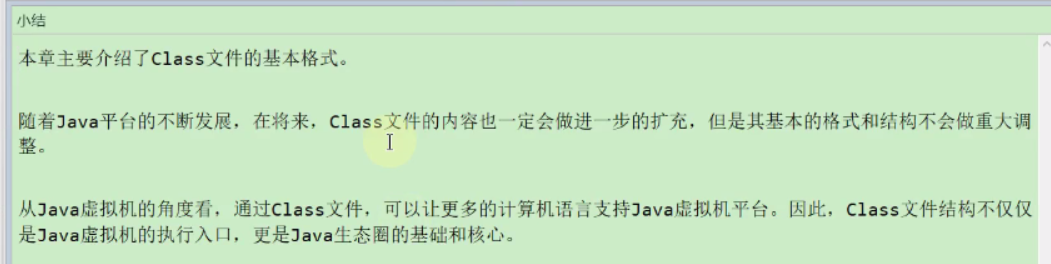 小结
本章主要介绍了Class文件的基本格式。
随着Java平台的不断发展，在将来，Class文件的内容也一定会做进一步的扩充，但是其基本的格式和结构不会做重大调
整。
从Java虚拟机的角度看，通过Class文件，可以让更多的计算机语言支持Java虚拟机平台。因此，Class文件结构不仅仅
是Java虚拟机的执行入口，更是Java生态圈的基础和核心。